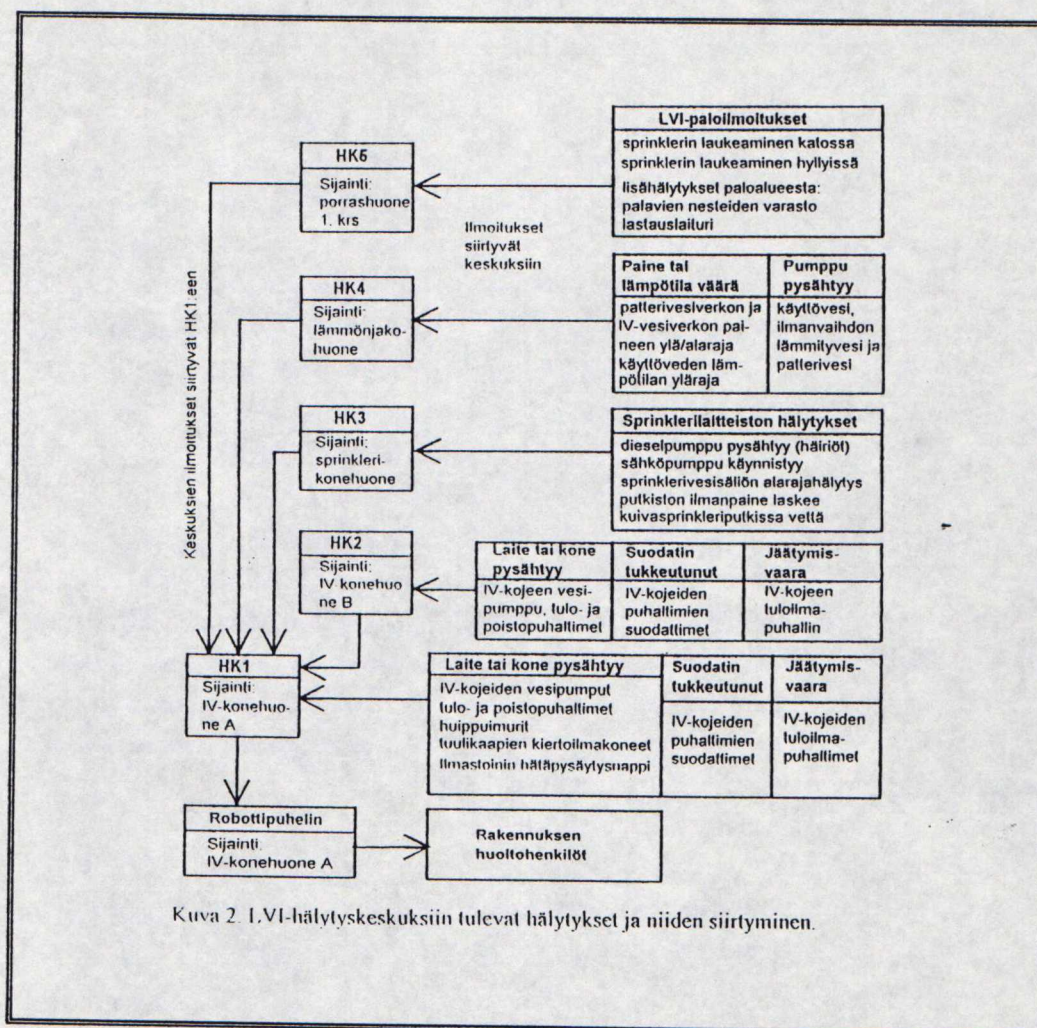 LVI-paloilmoitukset
sprinklerin laukeaminen katossa
sprinklerin laukeaminen hyllyissä
lisähälytykset paloalueesta:
palavien nesteiden varasto
lastauslaituri
HK5
Sijainti:
porrashuone
1. krs
Ilmoitukset
siirtyvät
keskuksiin
Keskuksien ilmoitukset siirtyvät HK1:een
HK4
Sijainti:
lämmönjako-
huone
Paine tai
lämpötila väärä
patterivesiverkon ja
IV-vesiverkon pai-
neen ylä/alaraja
käyttöveden läm-
pötilan yläraja
Pumppu
pysähtyy
käyttövesi,
ilmanvaihdon
lämmitysvesi ja
patterivesi
HK3
Sijainti:
sprinkleri-
konehuone
Sprinklerilaitteiston hälytykset
dieselpumppu pysähtyy (häiriöt)
sähköpumppu käynnistyy
sprinklerivesisäliön alarajahälytys
putkiston ilmanpaine laskee
kuivasprinkleriputkissa vettä
HK2
Sijainti:
IV konehuo
ne B
Laite tai kone
pysähtyy
IV-kojeen vesi-
pumppu, tulo- ja
poistopuhaltimet
Suodatin
tukkeutunut
IV-kojeiden
puhaltimien
suodattimet
Jäätymis-
vaara
IV-kojeen
tuloilma-
puhallin
HK1
Sijainti:
IV-konehuo-
ne A
Laite tai kone pysähtyy
IV-kojeiden vesipumput
tulo- ja poistopuhaltimet
huippuimurit
tuulikaapien kiertoilmakoneet
Ilmastoinin hätäpysäytysnappi
Suodatin
tukkeutunut
IV-kojeiden
puhaltimien
suodattimet
Jäätymis-
vaara
IV-kojeiden
tuloilma-
puhaltimet
Robottipuhelin
Sijainti:
IV-konehuone A
Rakennuksen
huoltohenkilöt
Kuva 2. LVI-hälytyskeskuksiin tulevat hälytykset ja niiden siirtyminen.